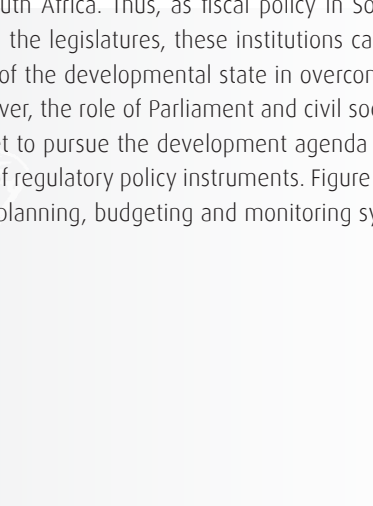 uth Africa. Thus, as fiscal policy in So
the legislatures, these institutions ca
of the developmental state in overcom
ver, the role of Parliament and civil soc
et to pursue the development agenda
f regulatory policy instruments. Figure
planning, budgeting and monitoring sy